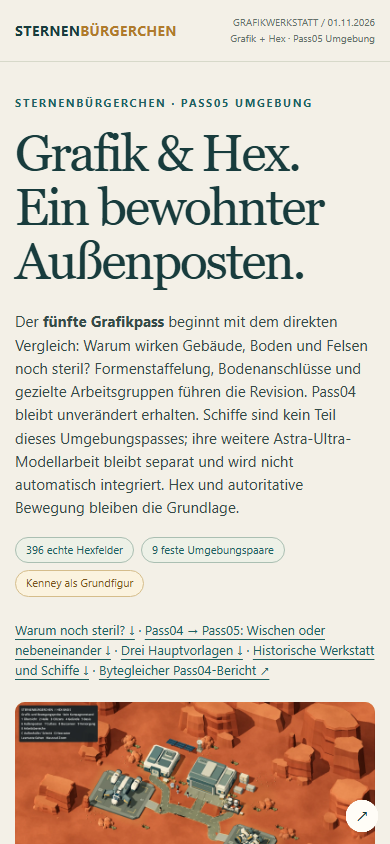 STERNENBÜRGERCHEN
GRAFIKWERKSTATT / 01.11.2026
Grafik + Hex · Pass05 Umgebung
STERNENBÜRGERCHEN · PASS05 UMGEBUNG
Grafik & Hex.
Ein bewohnter
Außenposten.
Der fünfte Grafikpass beginnt mit dem direkten
Vergleich: Warum wirken Gebäude, Boden und Felsen
noch steril? Formenstaffelung, Bodenanschlüsse und
gezielte Arbeitsgruppen führen die Revision. Pass04
bleibt unverändert erhalten. Schiffe sind kein Teil
dieses Umgebungspasses; ihre weitere Astra-Ultra-
Modellarbeit bleibt separat und wird nicht
automatisch integriert. Hex und autoritative
Bewegung bleiben die Grundlage.
396 echte Hexfelder
9 feste Umgebungspaare
Kenney als Grundfigur
Warum noch steril? ↓ · Pass04 → Pass05: Wischen oder
nebeneinander ↓ · Drei Hauptvorlagen ↓ · Historische Werkstatt
und Schiffe ↓ · Bytegleicher Pass04-Bericht ↗
↗